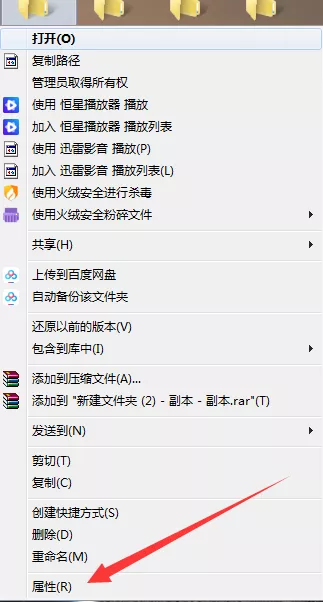 打开(O)
复制路径
管理员取得所有权
使用 恒星播放器 播放
加入 恒星播放器 播放列表
使用 迅雷影音 播放(P)
加入 迅雷影音 播放列表(L)
使用火绒安全进行杀毒
使用火绒安全粉碎文件
共享(H)
上传到百度网盘
自动备份该文件夹
还原以前的版本(V)
包含到库中(I)
添加到压缩文件(A)...
添加到 "新建文件夹 (2) - 副本 - 副本.rar"(T)
发送到(N)
剪切(T)
复制(C)
创建快捷方式(S)
删除(D)
重命名(M)
属性(R)